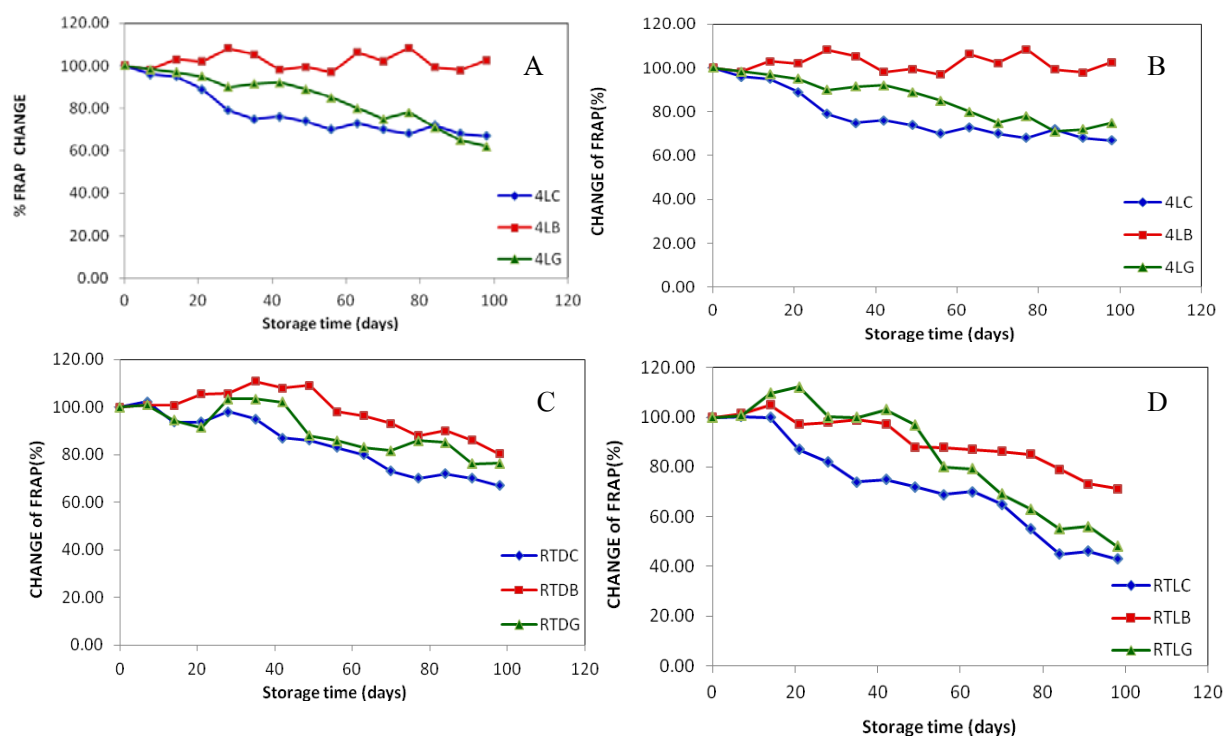 120.00
100.00
80.00
60.00
40.00
20.00
0.00
% FRAP CHANGE
A
4LC
4LB
4LG
0 20 40 60 80 100 120
Storage time (days)
120.00
100.00
80.00
60.00
40.00
20.00
0.00
CHANGE of FRAP(%)
B
4LC
4LB
4LG
0 20 40 60 80 100 120
Storage time (days)
120.00
100.00
80.00
60.00
40.00
20.00
0.00
CHANGE of FRAP(%)
C
RTDC
RTDB
RTDG
0 20 40 60 80 100 120
Storage time (days)
120.00
100.00
80.00
60.00
40.00
20.00
0.00
CHANGE of FRAP(%)
D
RTLC
RTLB
RTLG
0 20 40 60 80 100 120
Storage time (days)